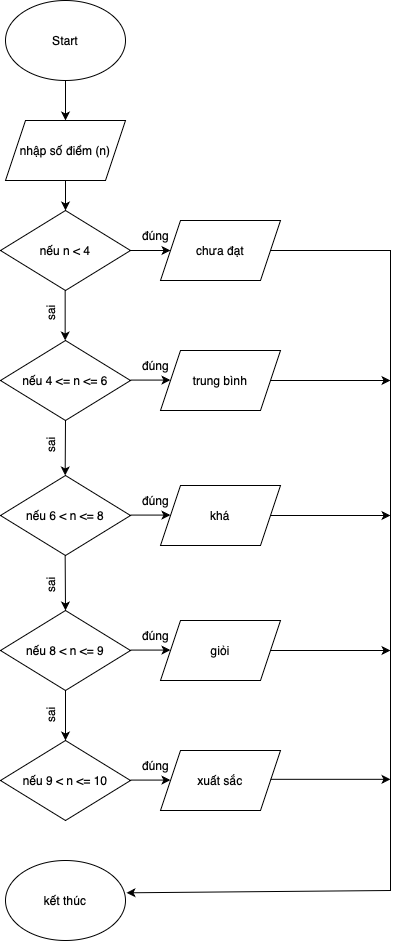 Start
nhập số điểm (n)
nếu n < 4
đúng
chưa đạt
sai
nếu 4 <= n <= 6
đúng
trung bình
sai
nếu 6 < n <= 8
đúng
khá
sai
nếu 8 < n <= 9
đúng
giỏi
sai
nếu 9 < n <= 10
đúng
xuất sắc
kết thúc